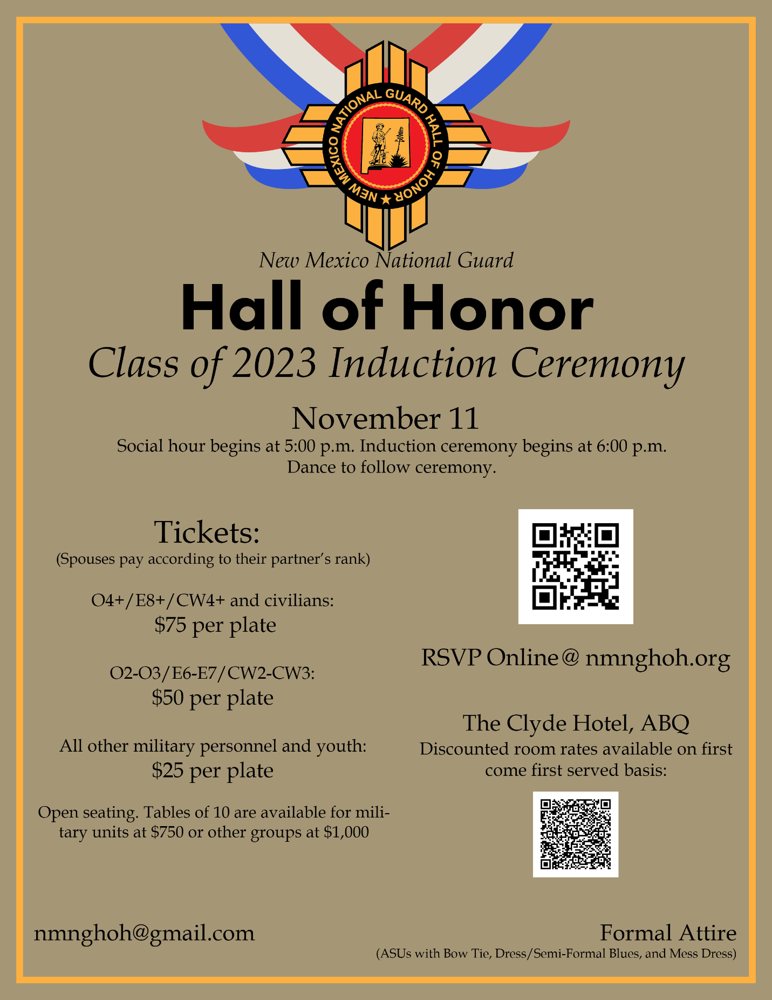 NEW MEXICO NATIONAL GUARD HALL OF HONOR
New Mexico National Guard
Hall of Honor
Class of 2023 Induction Ceremony
November 11
Social hour begins at 5:00 p.m. Induction ceremony begins at 6:00 p.m.
Dance to follow ceremony.
Tickets:
(Spouses pay according to their partner’s rank)
O4+/E8+/CW4+ and civilians:
$75 per plate
O2-O3/E6-E7/CW2-CW3:
$50 per plate
All other military personnel and youth:
$25 per plate
Open seating. Tables of 10 are available for mili-
tary units at $750 or other groups at $1,000
RSVP Online@ nmnghoh.org
The Clyde Hotel, ABQ
Discounted room rates available on first
come first served basis:
nmnghoh@gmail.com
Formal Attire
(ASUs with Bow Tie, Dress/Semi-Formal Blues, and Mess Dress)